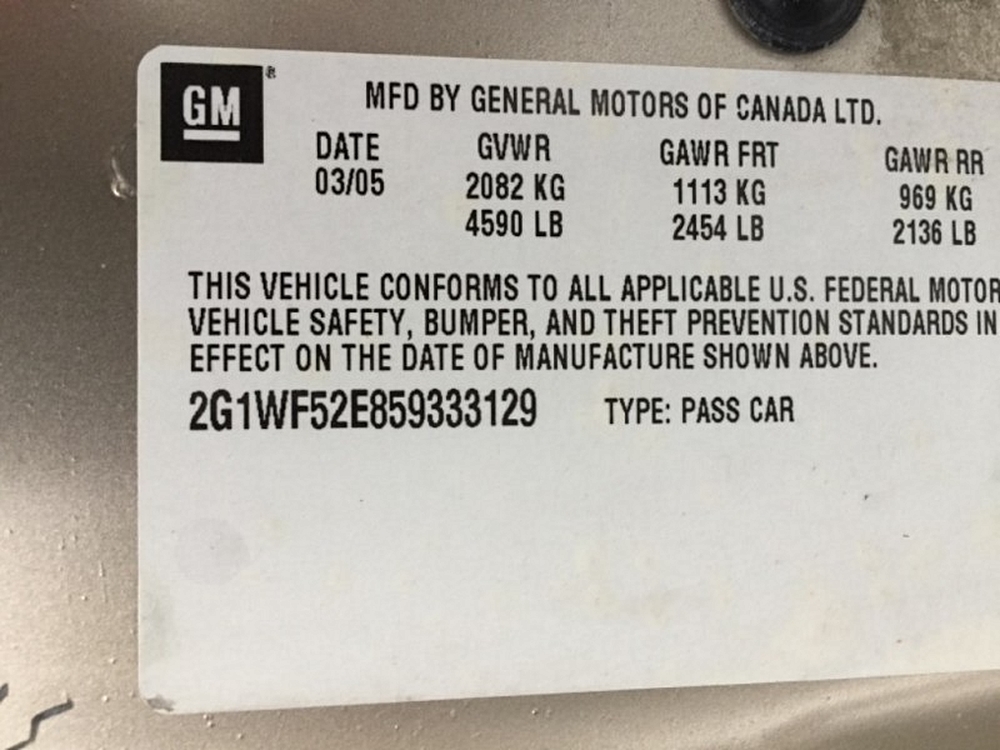 GM®
MFD BY GENERAL MOTORS OF CANADA LTD.
DATE GVWR GAWR FRT GAWR RR
03/05 2082 KG 1113 KG 969 KG
4590 LB 2454 LB 2136 LB
THIS VEHICLE CONFORMS TO ALL APPLICABLE U.S. FEDERAL MOTOR
VEHICLE SAFETY, BUMPER, AND THEFT PREVENTION STANDARDS IN
EFFECT ON THE DATE OF MANUFACTURE SHOWN ABOVE.
2G1WF52E859333129 TYPE: PASS CAR